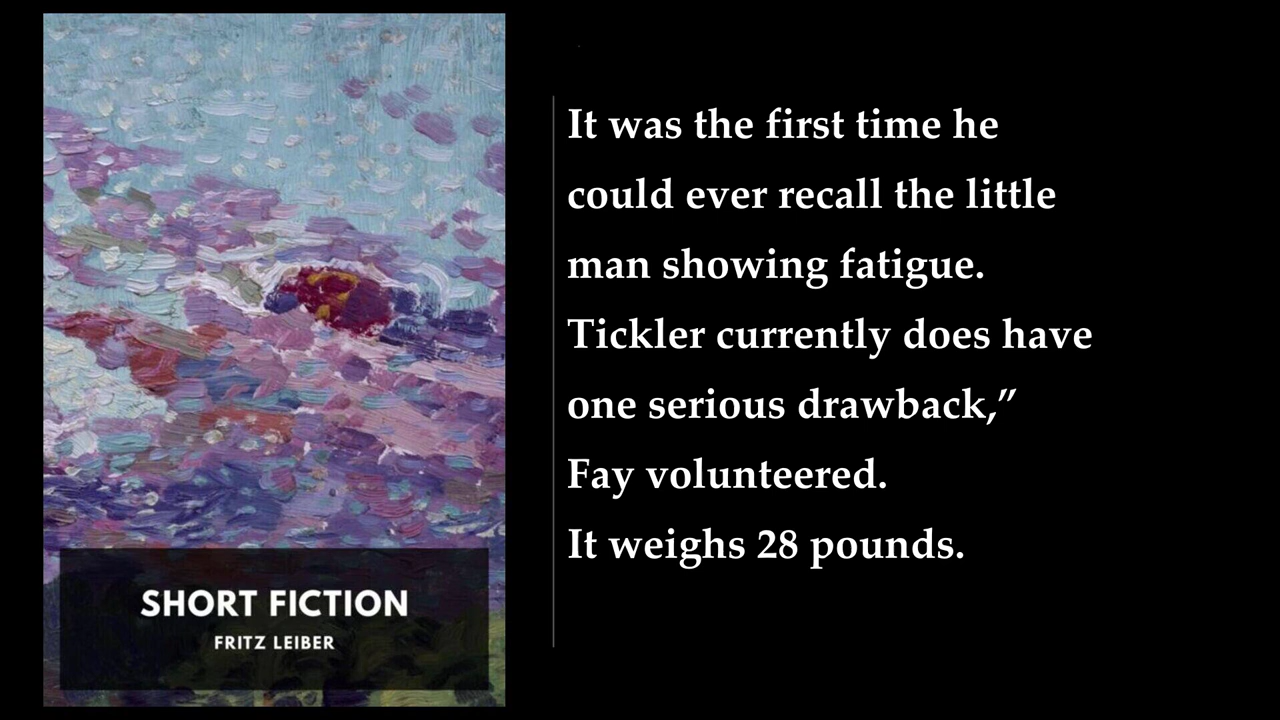 SHORT FICTION
FRITZ LEIBER
It was the first time he
could ever recall the little
man showing fatigue.
Tickler currently does have
one serious drawback,”
Fay volunteered.
It weighs 28 pounds.